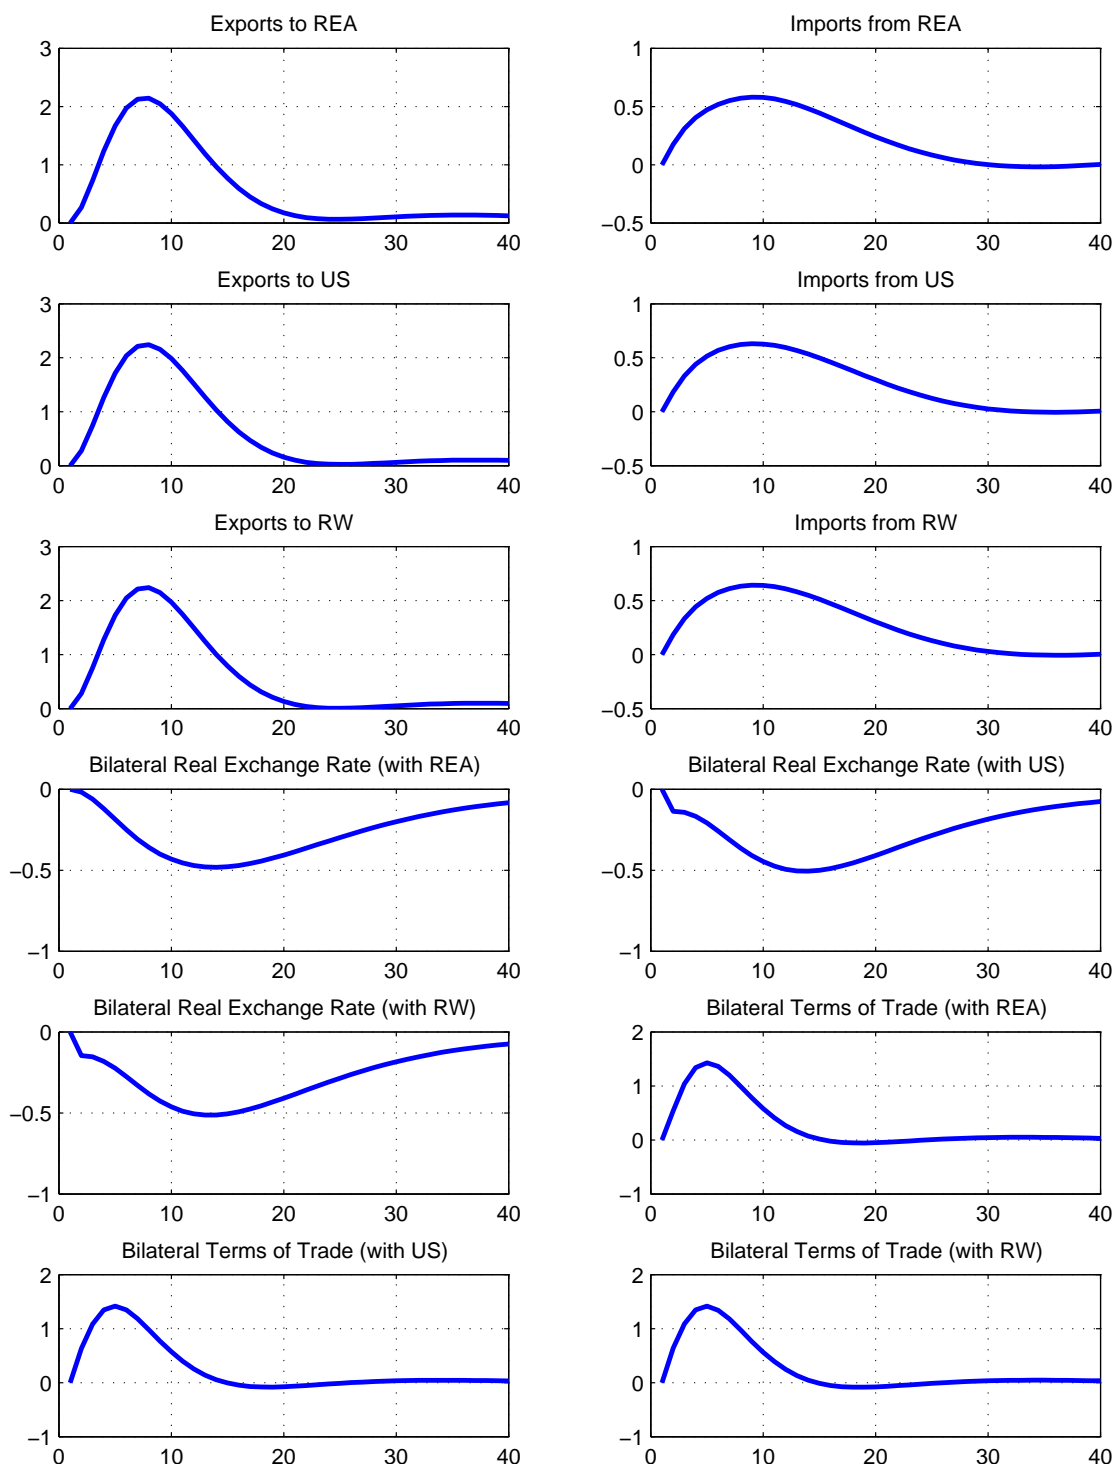 Exports to REA
Imports from REA
3
2
1
0
0 10 20 30 40
1
0.5
0
−0.5
0 10 20 30 40
Exports to US
Imports from US
3
2
1
0
0 10 20 30 40
1
0.5
0
−0.5
0 10 20 30 40
Exports to RW
Imports from RW
3
2
1
0
0 10 20 30 40
1
0.5
0
−0.5
0 10 20 30 40
Bilateral Real Exchange Rate (with REA)
Bilateral Real Exchange Rate (with US)
0
−0.5
−1
0 10 20 30 40
0
−0.5
−1
0 10 20 30 40
Bilateral Real Exchange Rate (with RW)
Bilateral Terms of Trade (with REA)
0
−0.5
−1
0 10 20 30 40
2
1
0
−1
0 10 20 30 40
Bilateral Terms of Trade (with US)
Bilateral Terms of Trade (with RW)
2
1
0
−1
0 10 20 30 40
2
1
0
−1
0 10 20 30 40